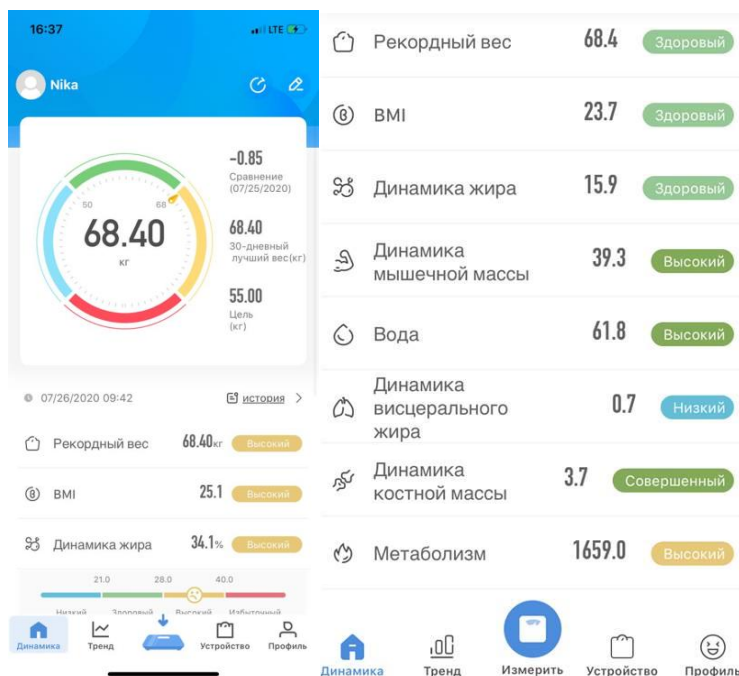 16:37
LTE
Nika
-0.85
Сравнение
(07/25/2020)
50
68
68.40
кг
68.40
30-дневный
лучший вес(кг)
55.00
Цель
(кг)
07/26/2020 09:42
история >
Рекордный вес 68.40кг Высокий
BMI 25.1 Высокий
Динамика жира 34.1% Высокий
21.0 28.0 40.0
Низкий Здоровый Высокий Избыточный
Динамика Тренд Устройство Профиль
Рекордный вес 68.4 Здоровый
BMI 23.7 Здоровый
Динамика жира 15.9 Здоровый
Динамика
мышечной массы 39.3 Высокий
Вода 61.8 Высокий
Динамика
висцерального 0.7 Низкий
жира
Динамика
костной массы 3.7 Совершенный
Метаболизм 1659.0 Высокий
Динамика Тренд Измерить Устройство Профиль